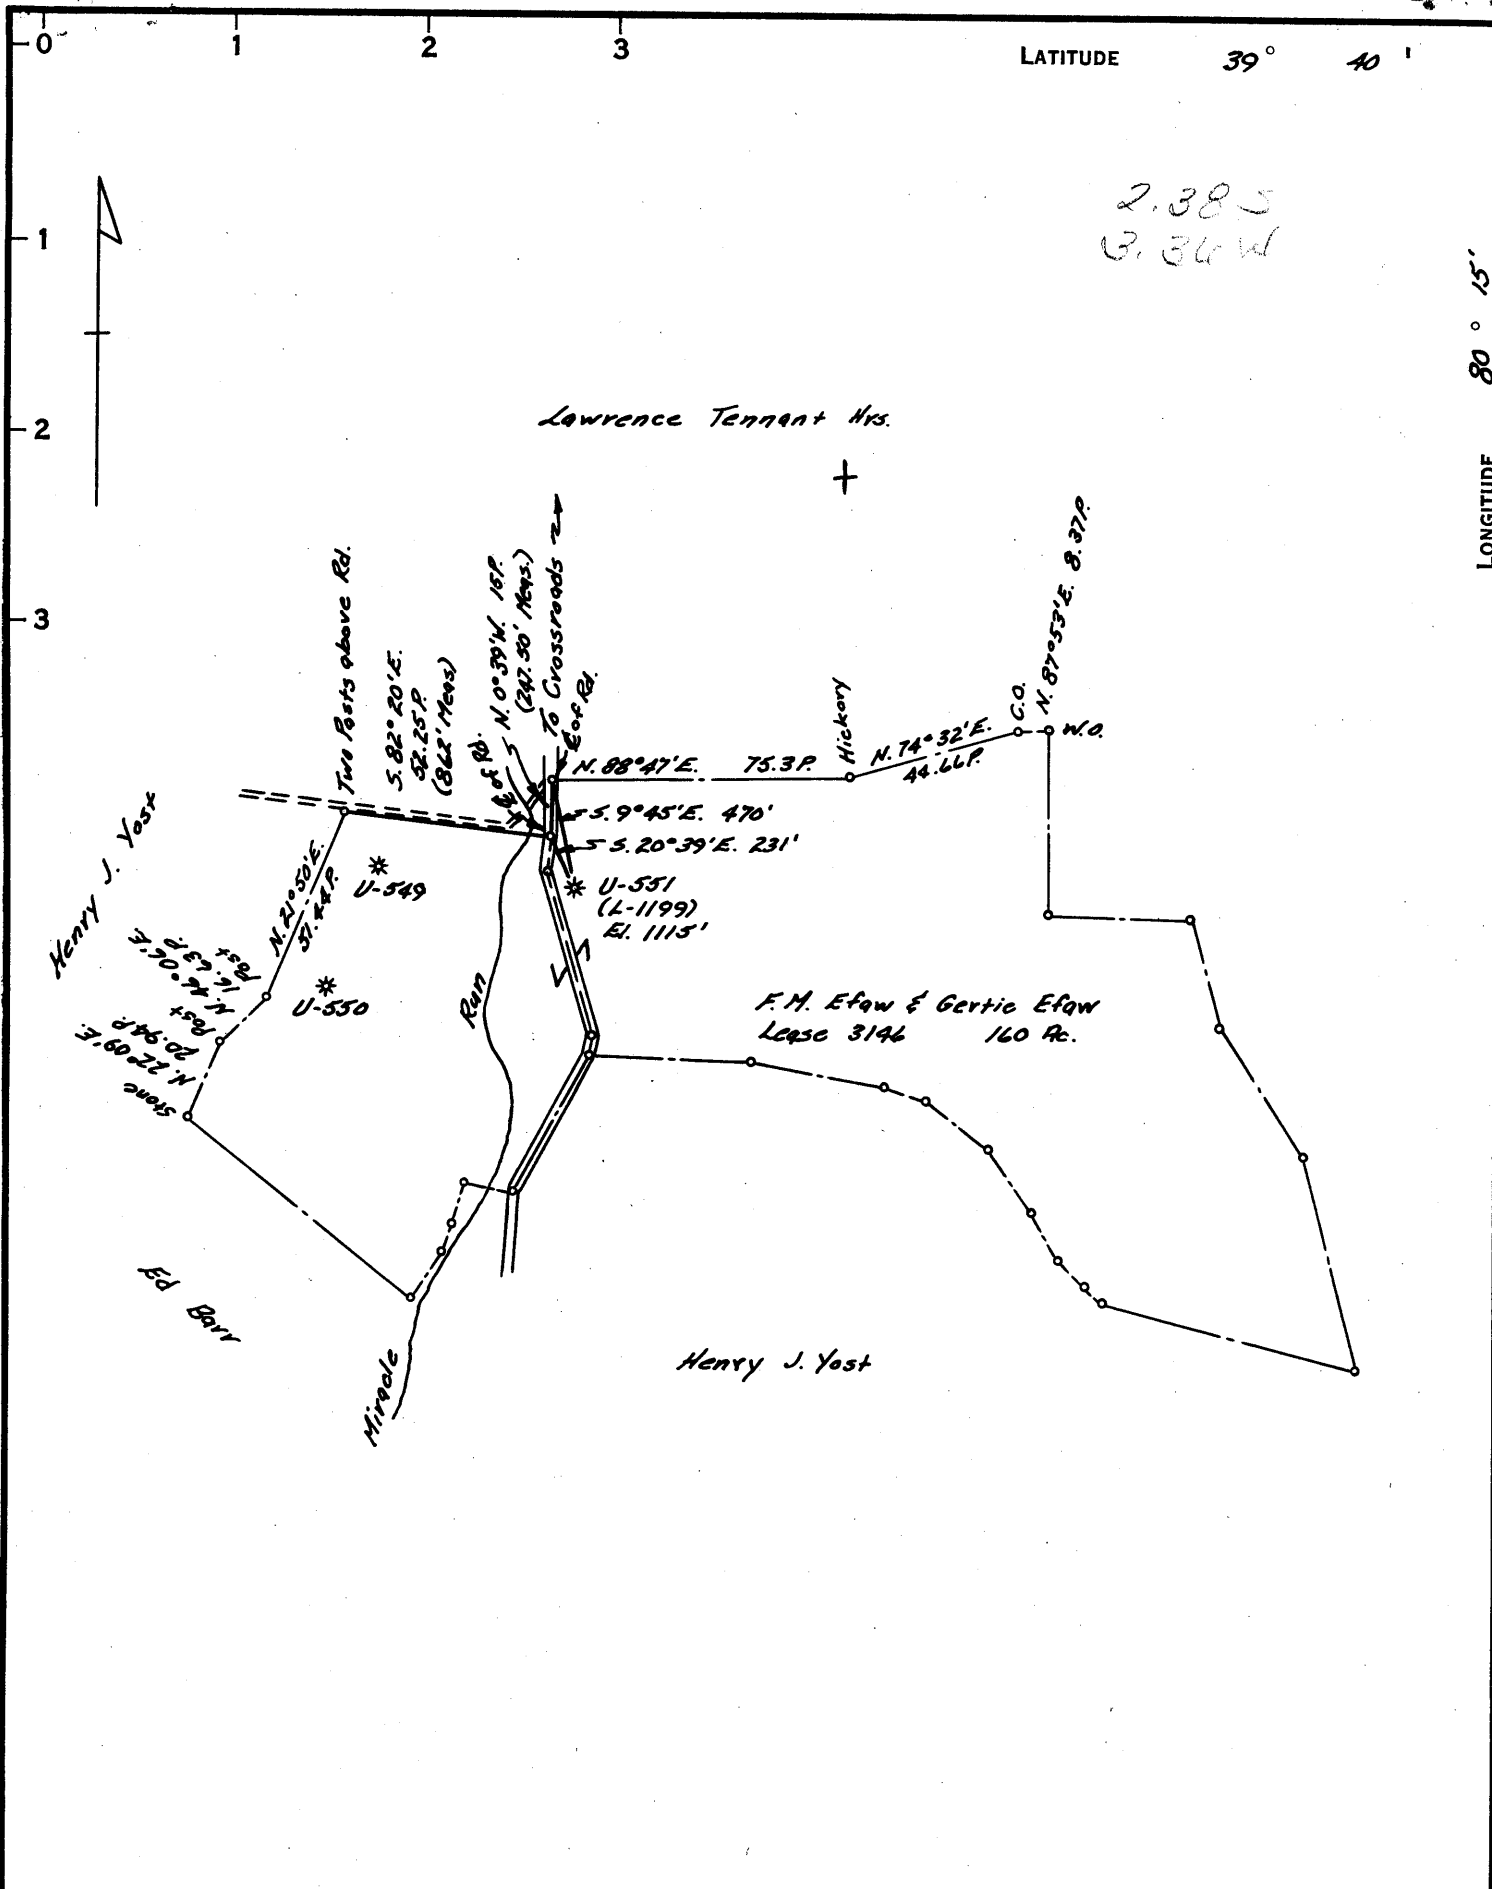 0 1 2 3
LATITUDE 39° 40'
1
2.38 S
3.34 W
LONGITUDE 80° 15'
2
Lawrence Tennant Hrs.
3
Two Posts above Rd.
S. 82° 20' E.
52.25 P.
(862' Meas)
¢ of Rd.
N. 0° 39' W. 15 P.
(247.50' Meas.)
To Crossroads
¢ of Rd.
N. 88° 47' E. 75.3 P.
Hickory
N. 74° 32' E.
44.66 P.
C.O.
N. 87° 53' E. 8.37 P.
W.O.
S. 9° 45' E. 470'
S. 20° 39' E. 231'
U-551
(L-1199)
El. 1115'
Henry J. Yost
U-549
N. 21° 50' E.
51.44 P.
Post
16.63 P.
N. 46° 06' E.
Post
20.94 P.
N. 22° 09' E.
Stone
U-550
Run
F. M. Efaw & Gertie Efaw
Lease 3146 160 Ac.
Ed Barr
Miracle
Henry J. Yost